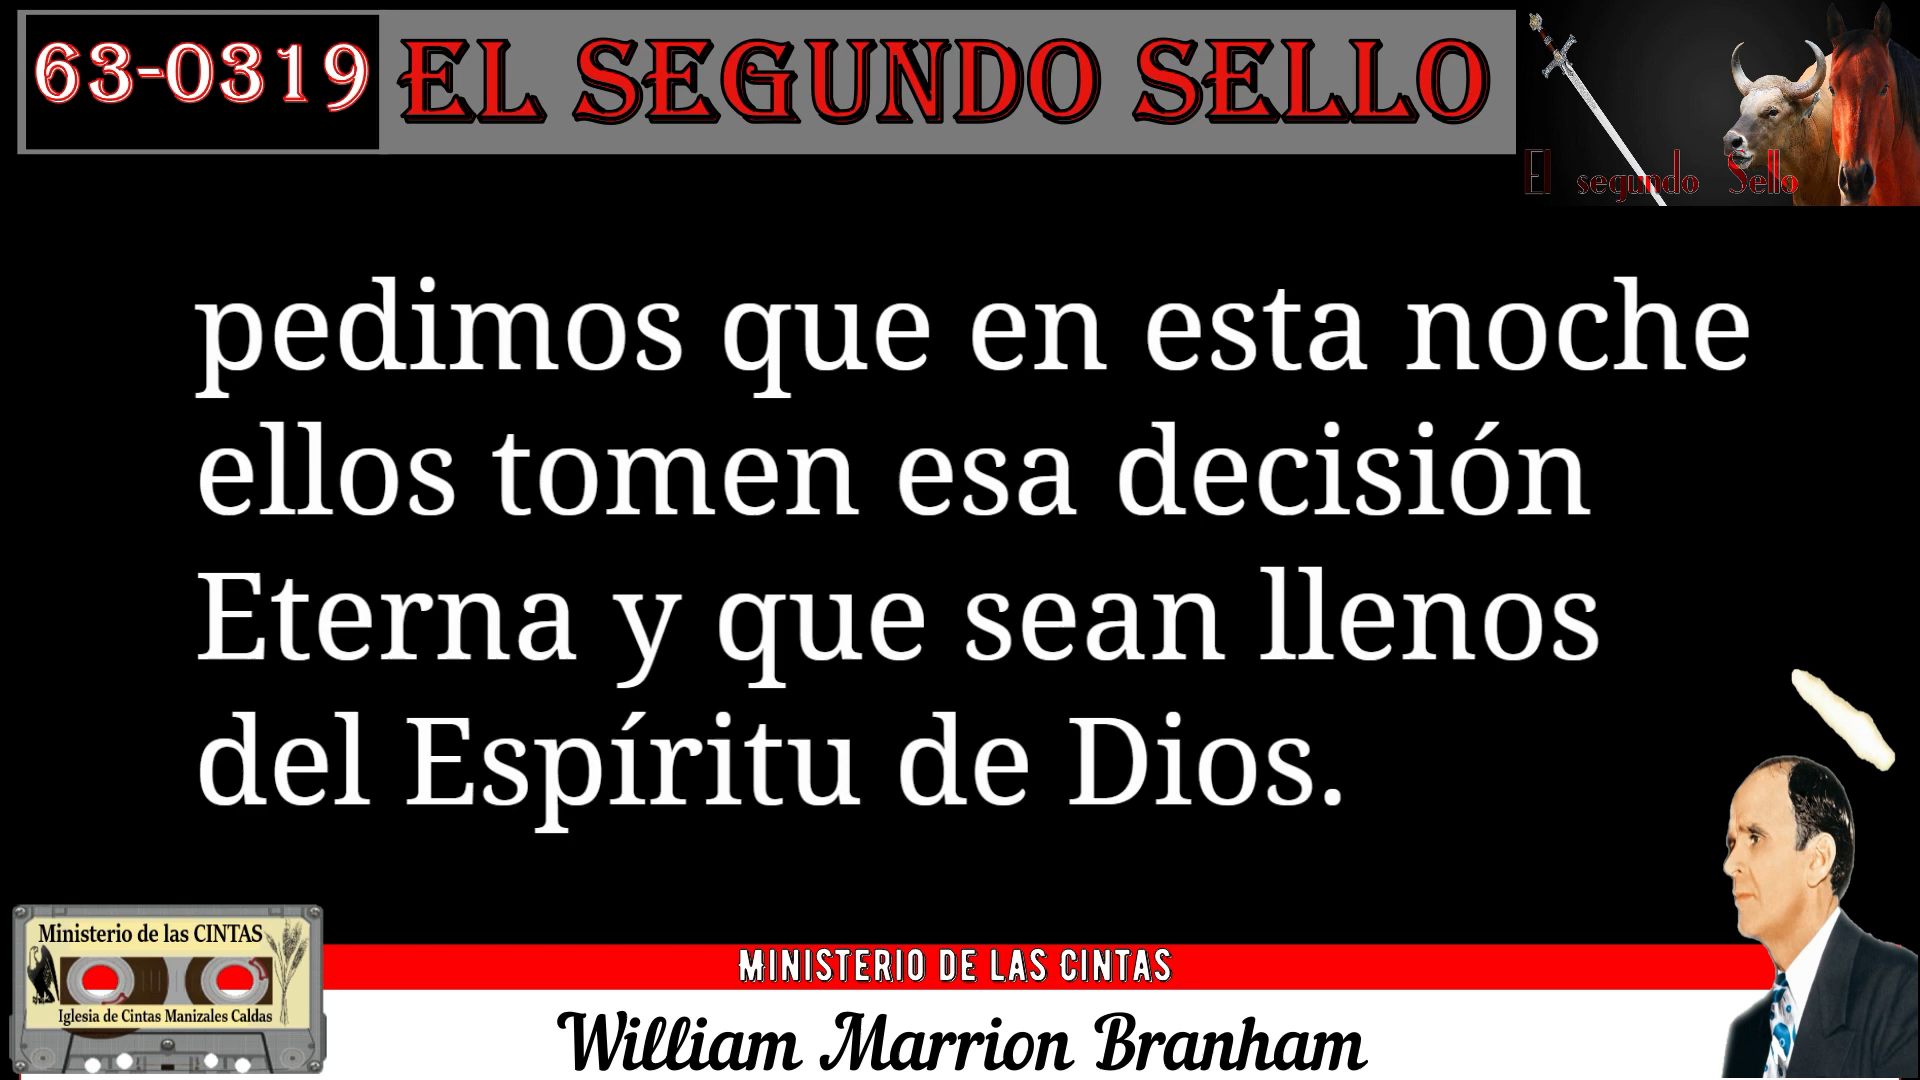 63-0319 EL SEGUNDO SELLO
El segundo Sello
pedimos que en esta noche
ellos tomen esa decisión
Eterna y que sean llenos
del Espíritu de Dios.
Ministerio de las CINTAS
Iglesia de Cintas Manizales Caldas
MINISTERIO DE LAS CINTAS
William Marrion Branham